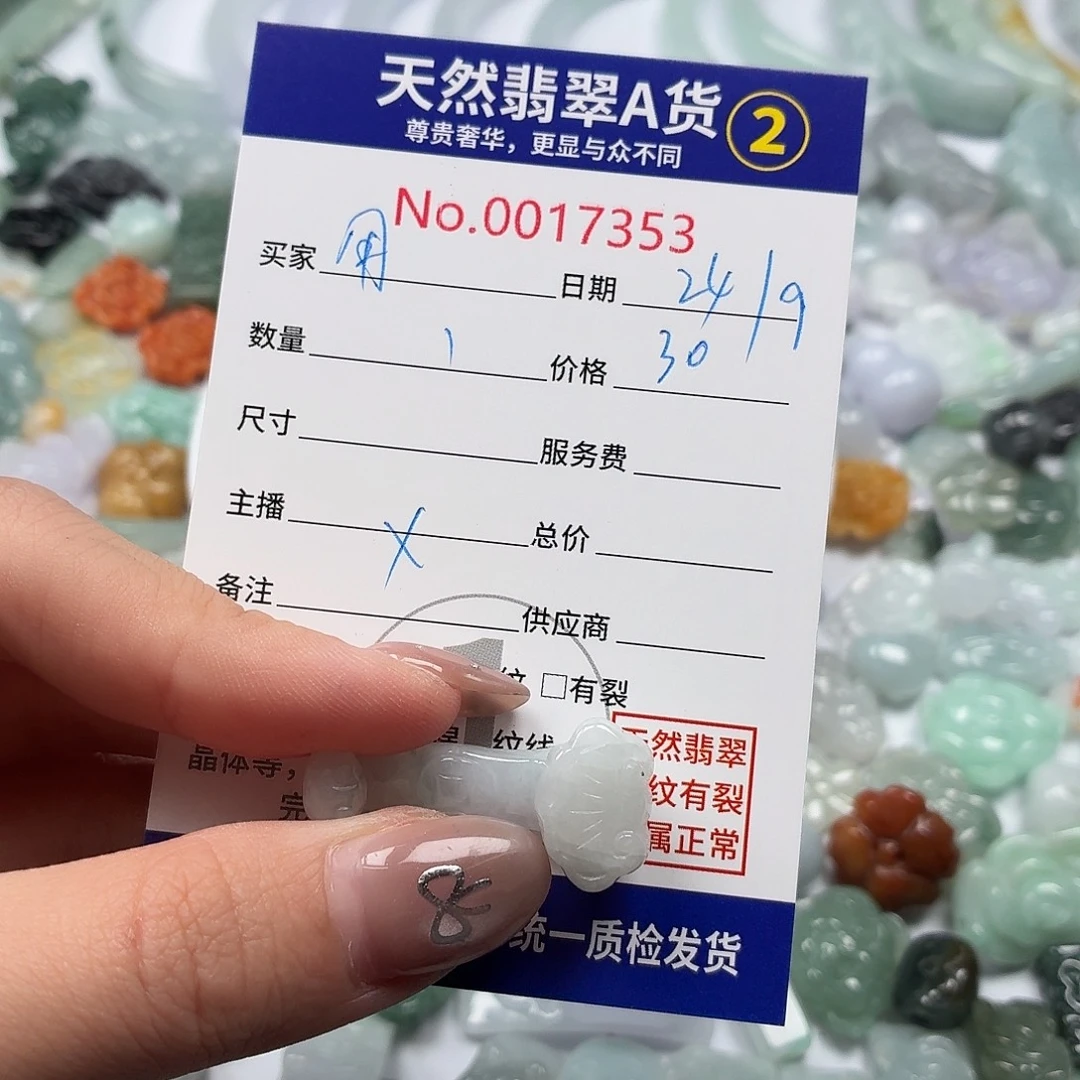 天然翡翠A货 2
尊贵奢华，更显与众不同
No.0017353
买家 用 日期 24/9
数量 1 价格 30
尺寸 服务费
主播 X 总价
备注 供应商
纹 □有裂
纹线
晶体等，
完
天然翡翠
纹有裂
属正常
统一质检发货